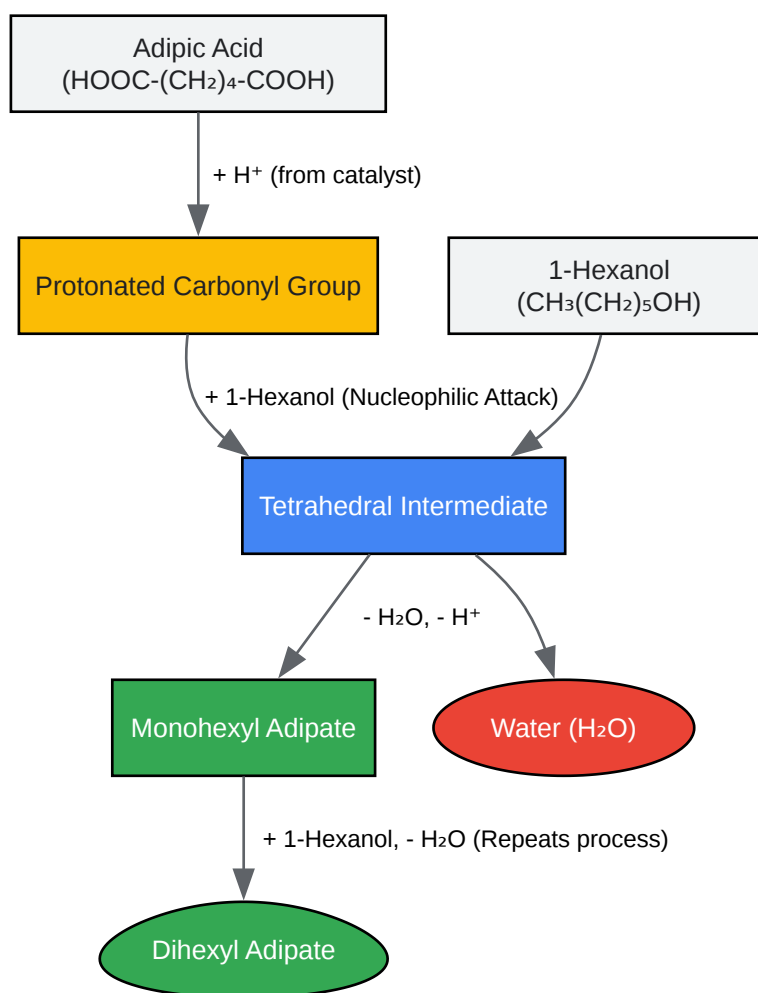 Adipic Acid
(HOOC-(CH₂)₄-COOH)
+ H⁺ (from catalyst)
Protonated Carbonyl Group
1-Hexanol
(CH₃(CH₂)₅OH)
+ 1-Hexanol (Nucleophilic Attack)
Tetrahedral Intermediate
- H₂O, - H⁺
Monohexyl Adipate
Water (H₂O)
+ 1-Hexanol, - H₂O (Repeats process)
Dihexyl Adipate